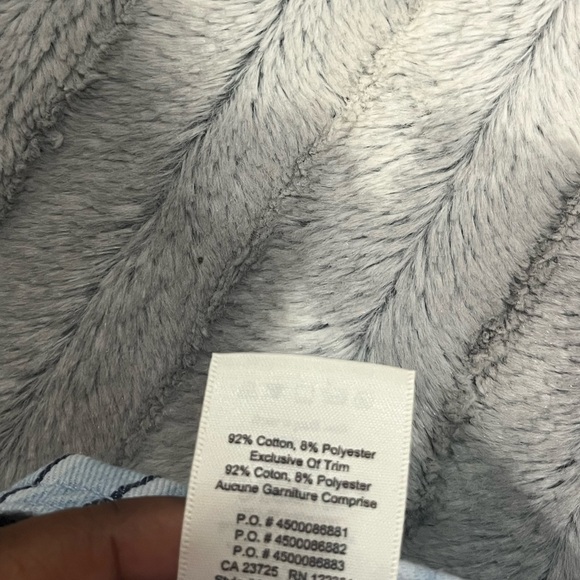 92% Cotton, 8% Polyester
Exclusive Of Trim
92% Coton, 8% Polyester
Aucune Garniture Comprise
P.O. # 4500086881
P.O. # 4500086882
P.O. # 4500086883
CA 23725 RN